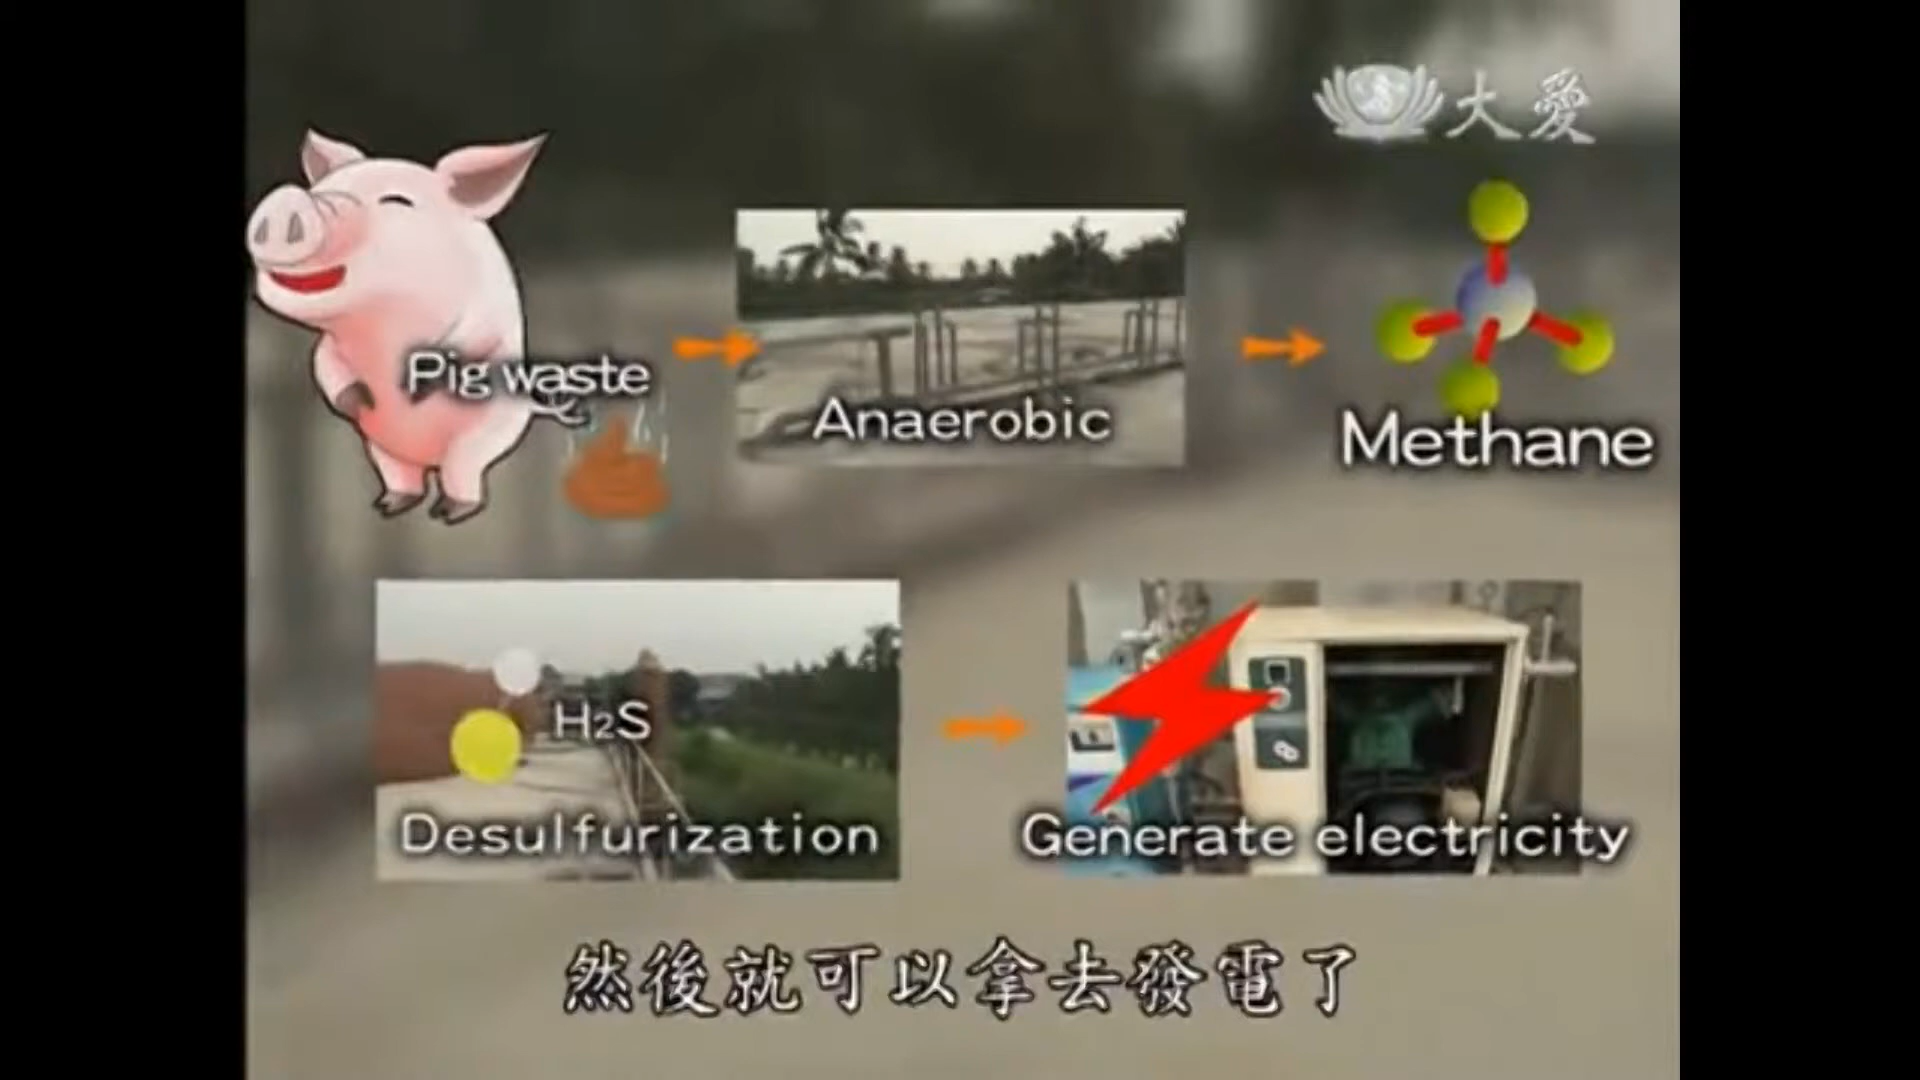 大愛
Pig waste
Anaerobic
Methane
H2S
Desulfurization
Generate electricity
然後就可以拿去發電了